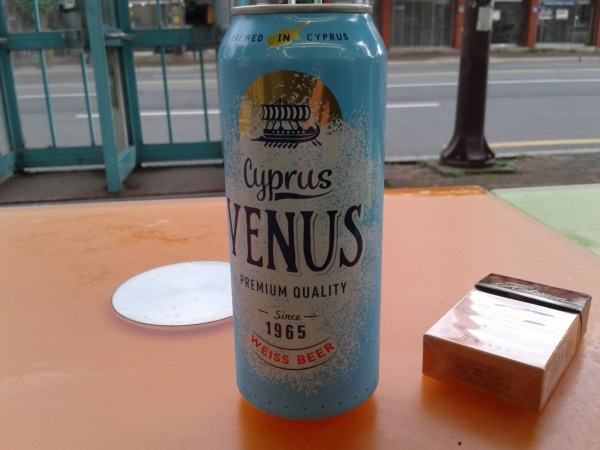 BREWED IN CYPRUS
Cyprus
VENUS
PREMIUM QUALITY
Since
1965
WEISS BEER